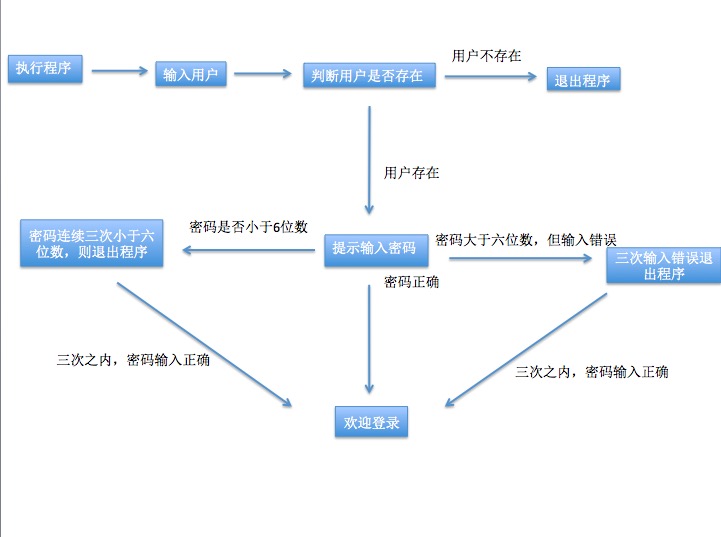 执行程序
输入用户
判断用户是否存在
用户不存在
退出程序
用户存在
密码连续三次小于六
位数，则退出程序
密码是否小于6位数
提示输入密码
密码大于六位数，但输入错误
三次输入错误退
出程序
密码正确
三次之内，密码输入正确
三次之内，密码输入正确
欢迎登录